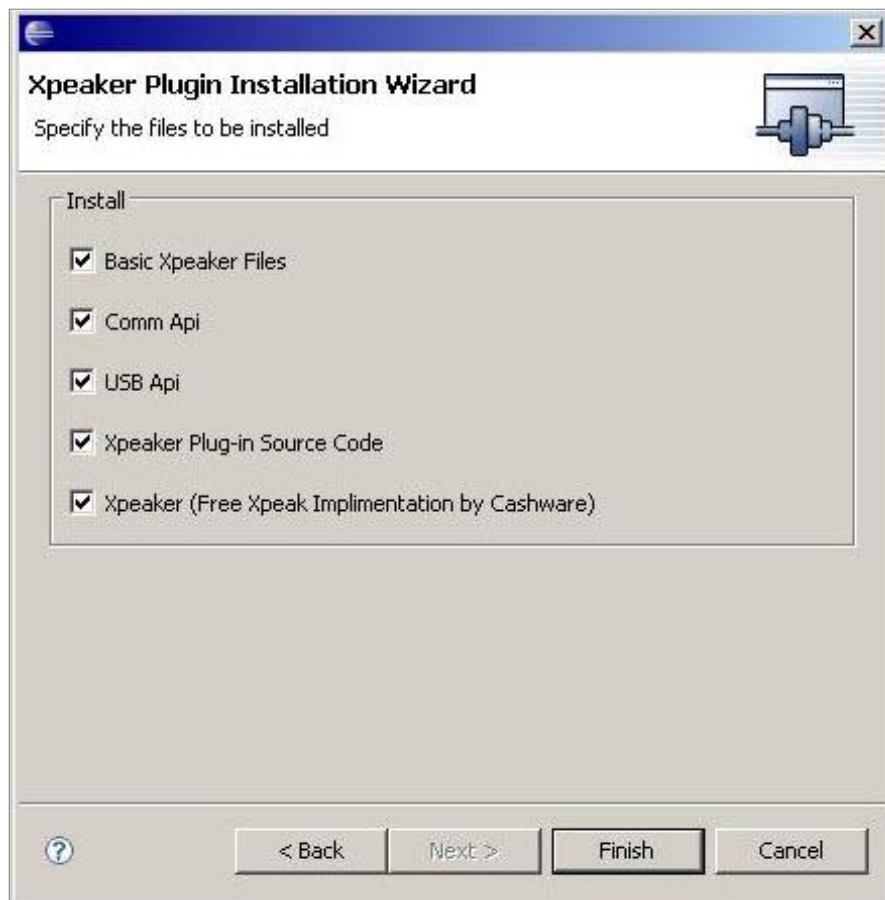 Xpeaker Plugin Installation Wizard
Specify the files to be installed
Install
Basic Xpeaker Files
Comm Api
USB Api
Xpeaker Plug-in Source Code
Xpeaker (Free Xpeak Implimentation by Cashware)
? < Back Next > Finish Cancel